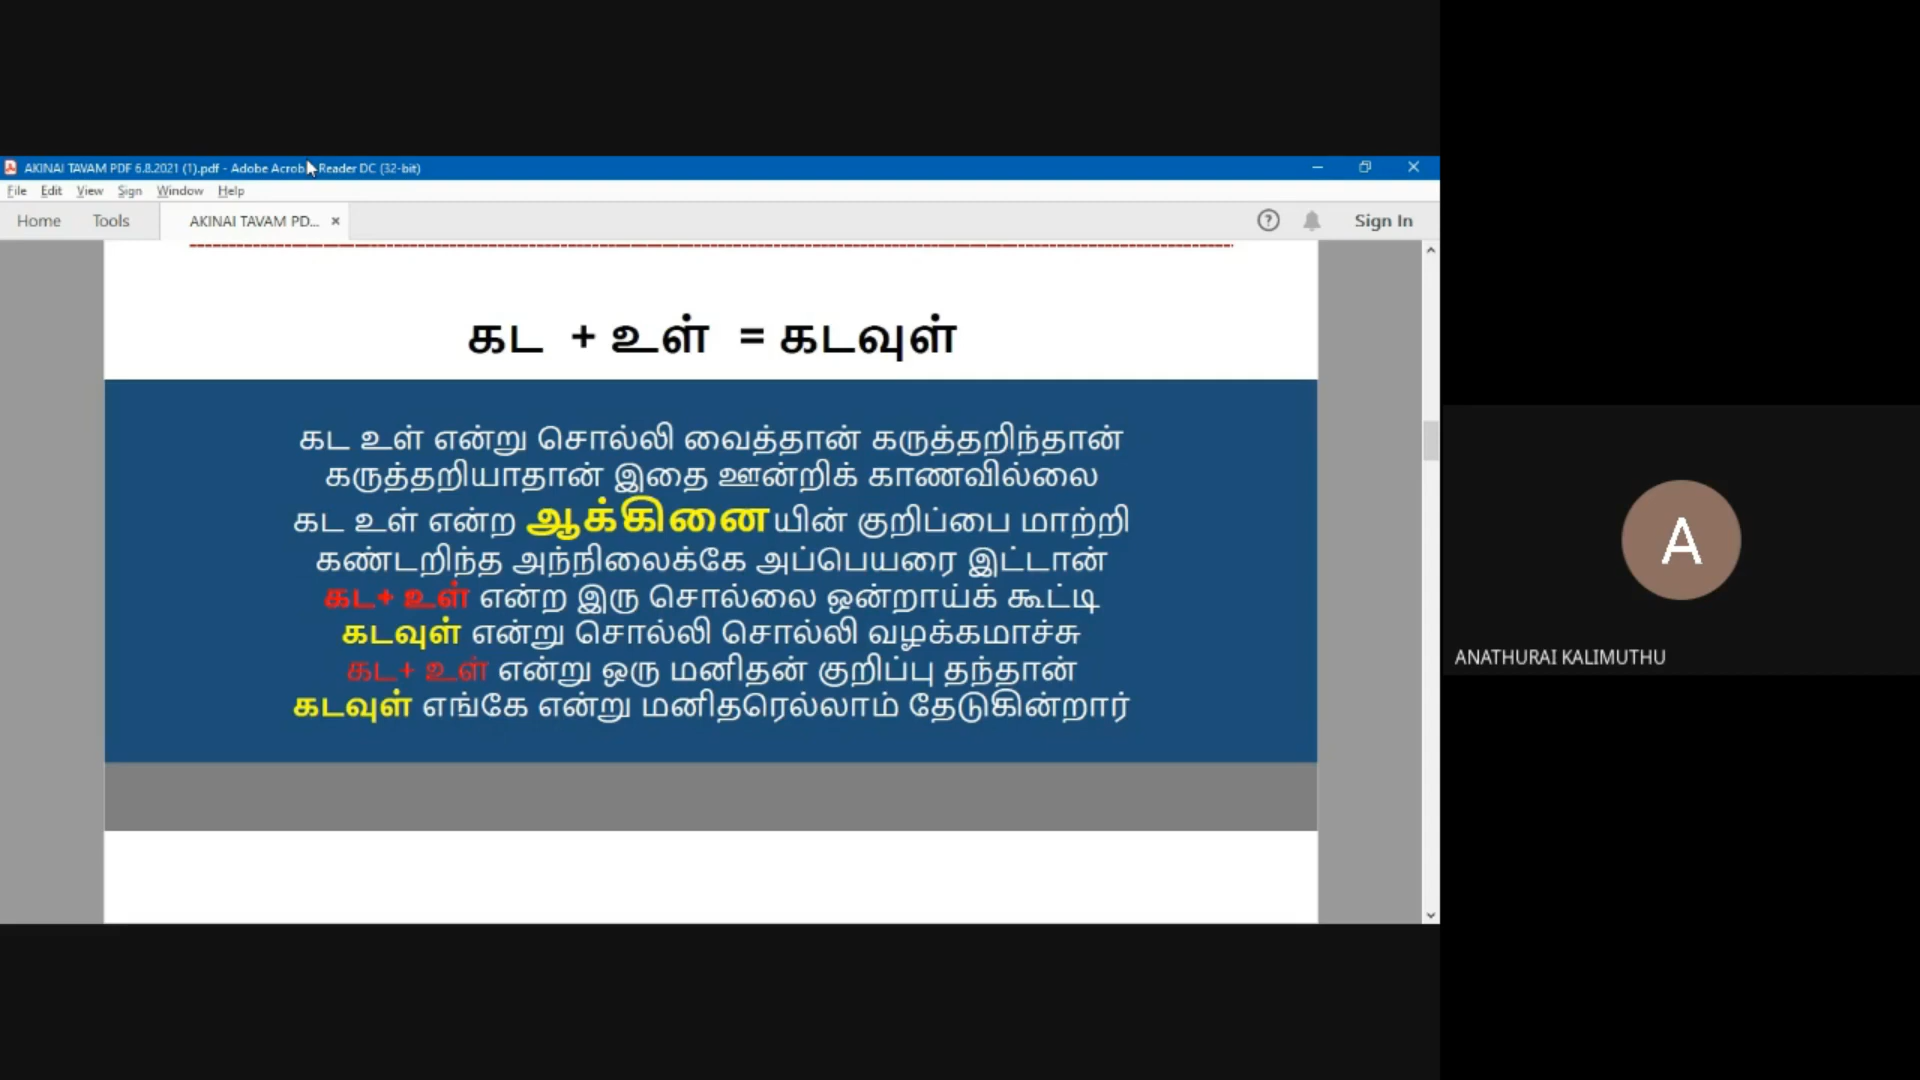 AKINAI TAVAM PDF 6.8.2021 (1).pdf - Adobe Acrob Reader DC (32-bit)
File Edit View Sign Window Help
Home Tools AKINAI TAVAM PD... × ? Sign In
கட + உள் = கடவுள்
கட உள் என்று சொல்லி வைத்தான் கருத்தறிந்தான்
கருத்தறியாதான் இதை ஊன்றிக் காணவில்லை
கட உள் என்ற ஆக்கினையின் குறிப்பை மாற்றி
கண்டறிந்த அந்நிலைக்கே அப்பெயரை இட்டான்
கட+ உள் என்ற இரு சொல்லை ஒன்றாய்க் கூட்டி
கடவுள் என்று சொல்லி சொல்லி வழக்கமாச்சு
கட+ உள் என்று ஒரு மனிதன் குறிப்பு தந்தான்
கடவுள் எங்கே என்று மனிதரெல்லாம் தேடுகின்றார்
A
ANATHURAI KALIMUTHU